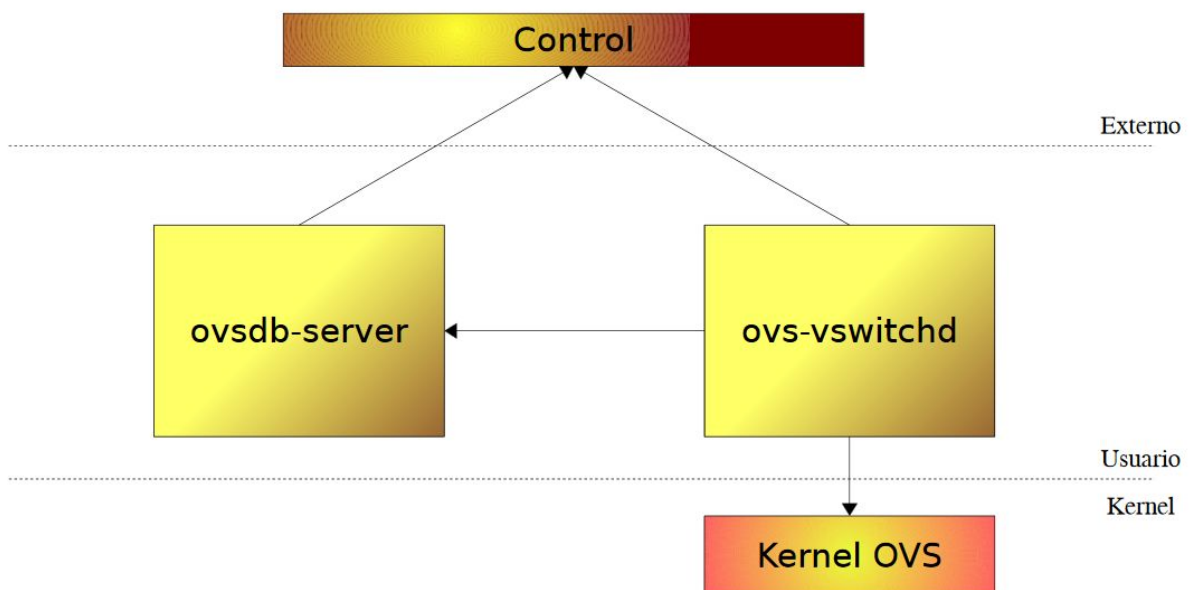 Control
Externo
ovsdb-server
ovs-vswitchd
Usuario
Kernel
Kernel OVS